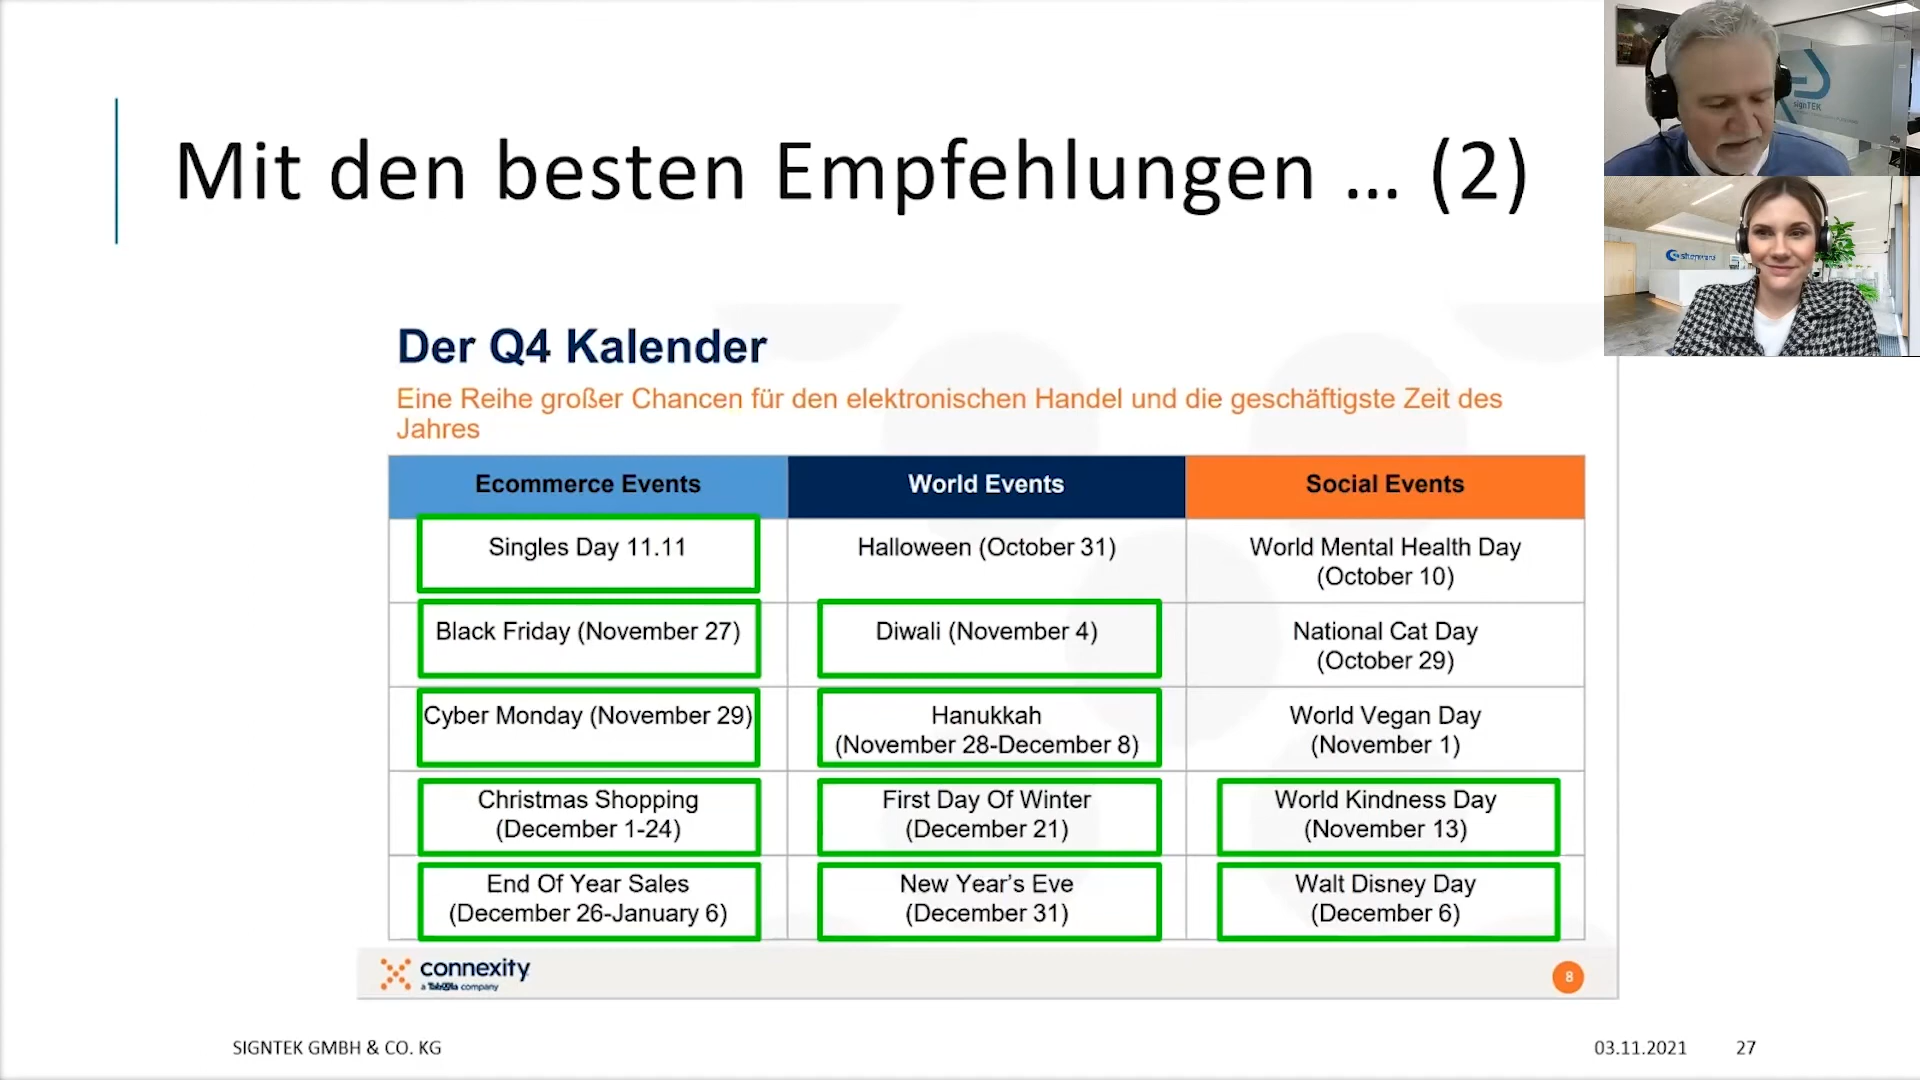 Mit den besten Empfehlungen … (2)
signTEK
Der Q4 Kalender
Eine Reihe großer Chancen für den elektronischen Handel und die geschäftigste Zeit des
Jahres
Ecommerce Events
World Events
Social Events
Singles Day 11.11
Halloween (October 31)
World Mental Health Day
(October 10)
Black Friday (November 27)
Diwali (November 4)
National Cat Day
(October 29)
Cyber Monday (November 29)
Hanukkah
(November 28-December 8)
World Vegan Day
(November 1)
Christmas Shopping
(December 1-24)
First Day Of Winter
(December 21)
World Kindness Day
(November 13)
End Of Year Sales
(December 26-January 6)
New Year’s Eve
(December 31)
Walt Disney Day
(December 6)
connexity
a Taboola company
8
SIGNTEK GMBH & CO. KG
03.11.2021
27